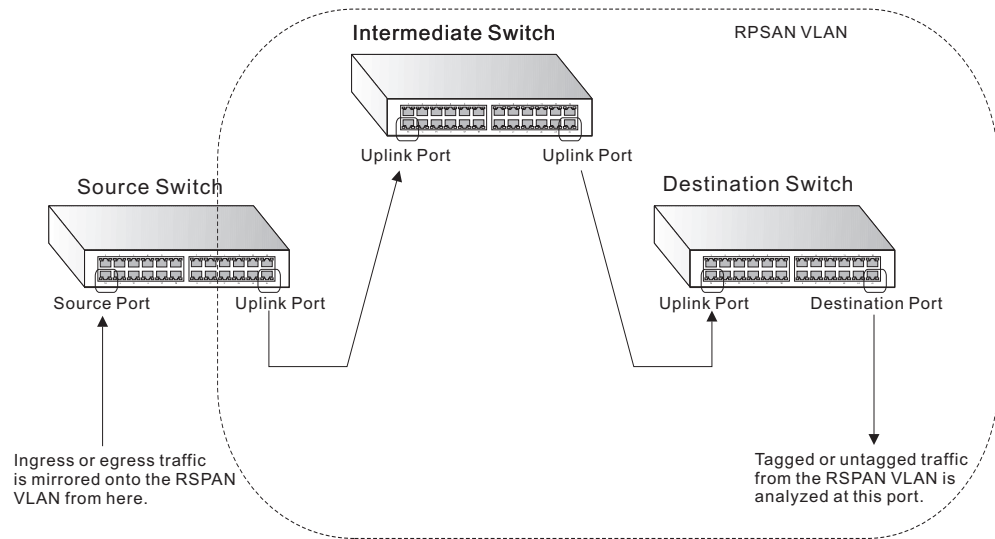 Intermediate Switch
RPSAN VLAN
Uplink Port
Uplink Port
Source Switch
Destination Switch
Source Port
Uplink Port
Uplink Port
Destination Port
Ingress or egress traffic
is mirrored onto the RSPAN
VLAN from here.
Tagged or untagged traffic
from the RSPAN VLAN is
analyzed at this port.